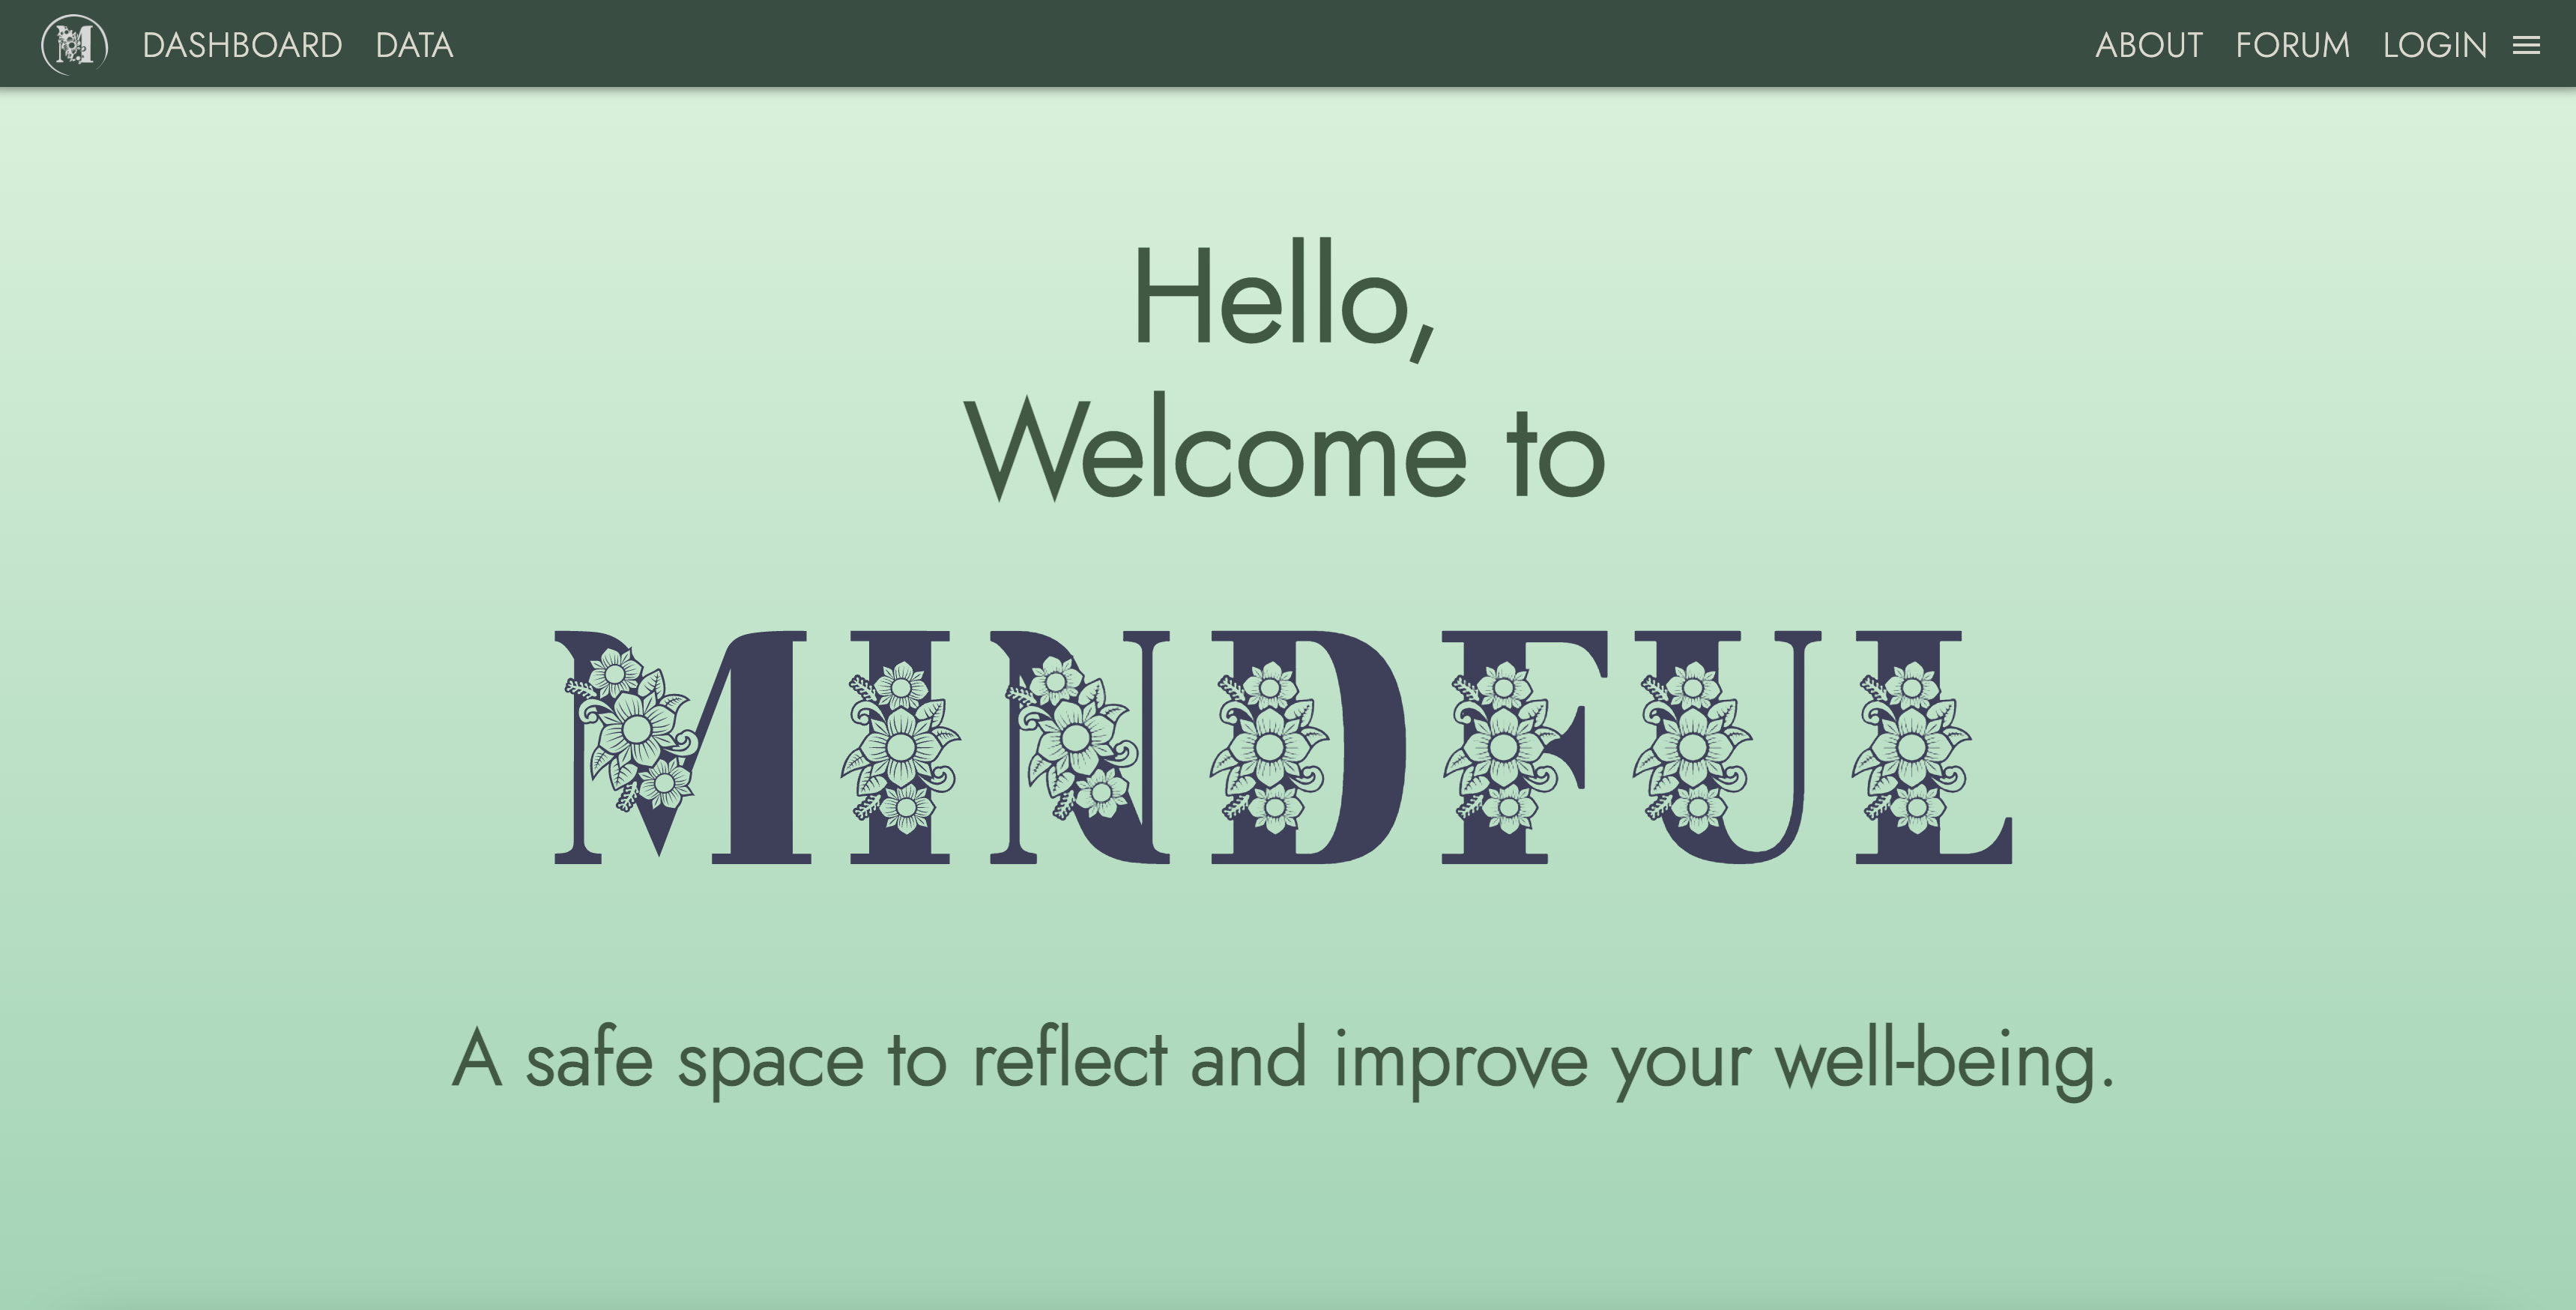 M DASHBOARD DATA ABOUT FORUM LOGIN
Hello,
Welcome to
MINDFUL
A safe space to reflect and improve your well-being.